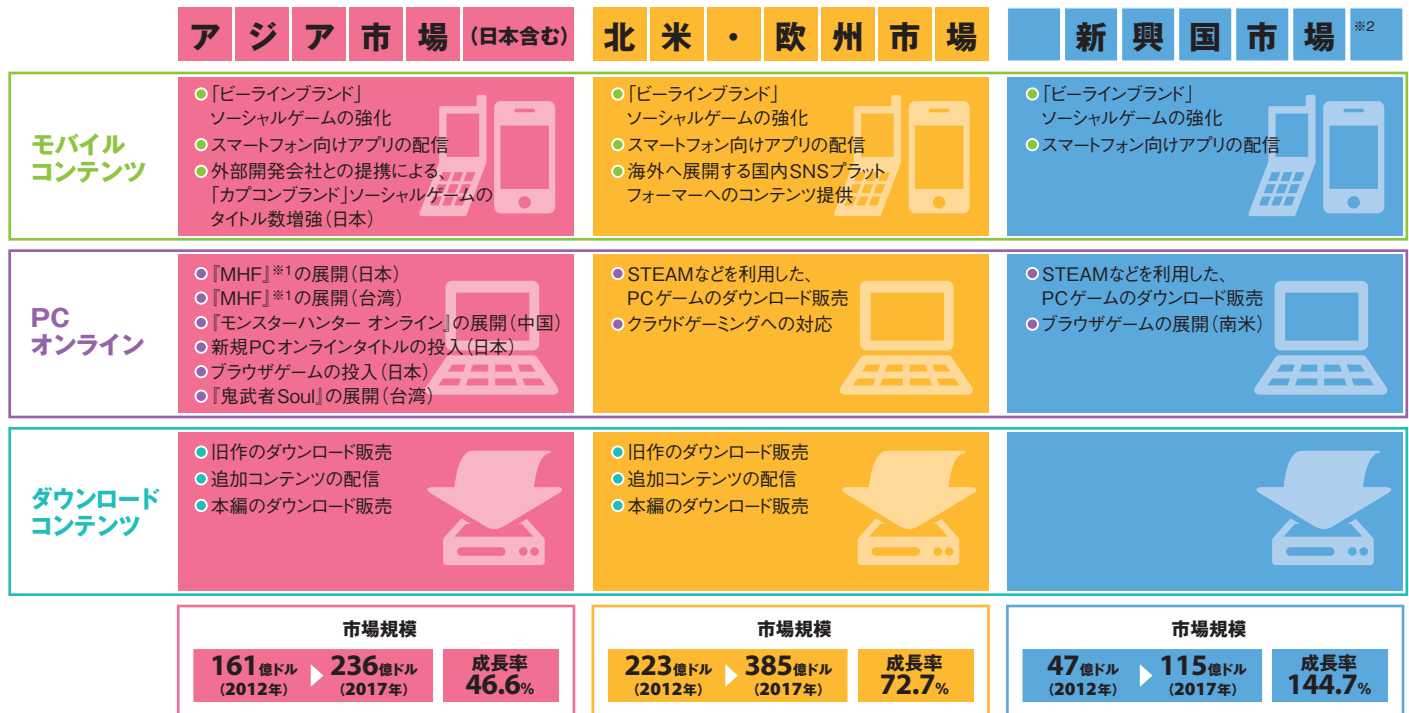 アジア市場(日本含む)
北米・欧州市場
新興国市場※2
モバイル
コンテンツ
●「ビーラインブランド」
ソーシャルゲームの強化
●スマートフォン向けアプリの配信
●外部開発会社との提携による、
「カプコンブランド」ソーシャルゲームの
タイトル数増強(日本)
●「ビーラインブランド」
ソーシャルゲームの強化
●スマートフォン向けアプリの配信
●海外へ展開する国内SNSプラット
フォーマーへのコンテンツ提供
●「ビーラインブランド」
ソーシャルゲームの強化
●スマートフォン向けアプリの配信
PC
オンライン
●『MHF』※1の展開(日本)
●『MHF』※1の展開(台湾)
●『モンスターハンター オンライン』の展開(中国)
●新規PCオンラインタイトルの投入(日本)
●ブラウザゲームの投入(日本)
●『鬼武者Soul』の展開(台湾)
●STEAMなどを利用した、
PCゲームのダウンロード販売
●クラウドゲーミングへの対応
●STEAMなどを利用した、
PCゲームのダウンロード販売
●ブラウザゲームの展開(南米)
ダウンロード
コンテンツ
●旧作のダウンロード販売
●追加コンテンツの配信
●本編のダウンロード販売
●旧作のダウンロード販売
●追加コンテンツの配信
●本編のダウンロード販売
市場規模
161億ドル 236億ドル 成長率
(2012年) (2017年) 46.6%
市場規模
223億ドル 385億ドル 成長率
(2012年) (2017年) 72.7%
市場規模
47億ドル 115億ドル 成長率
(2012年) (2017年) 144.7%